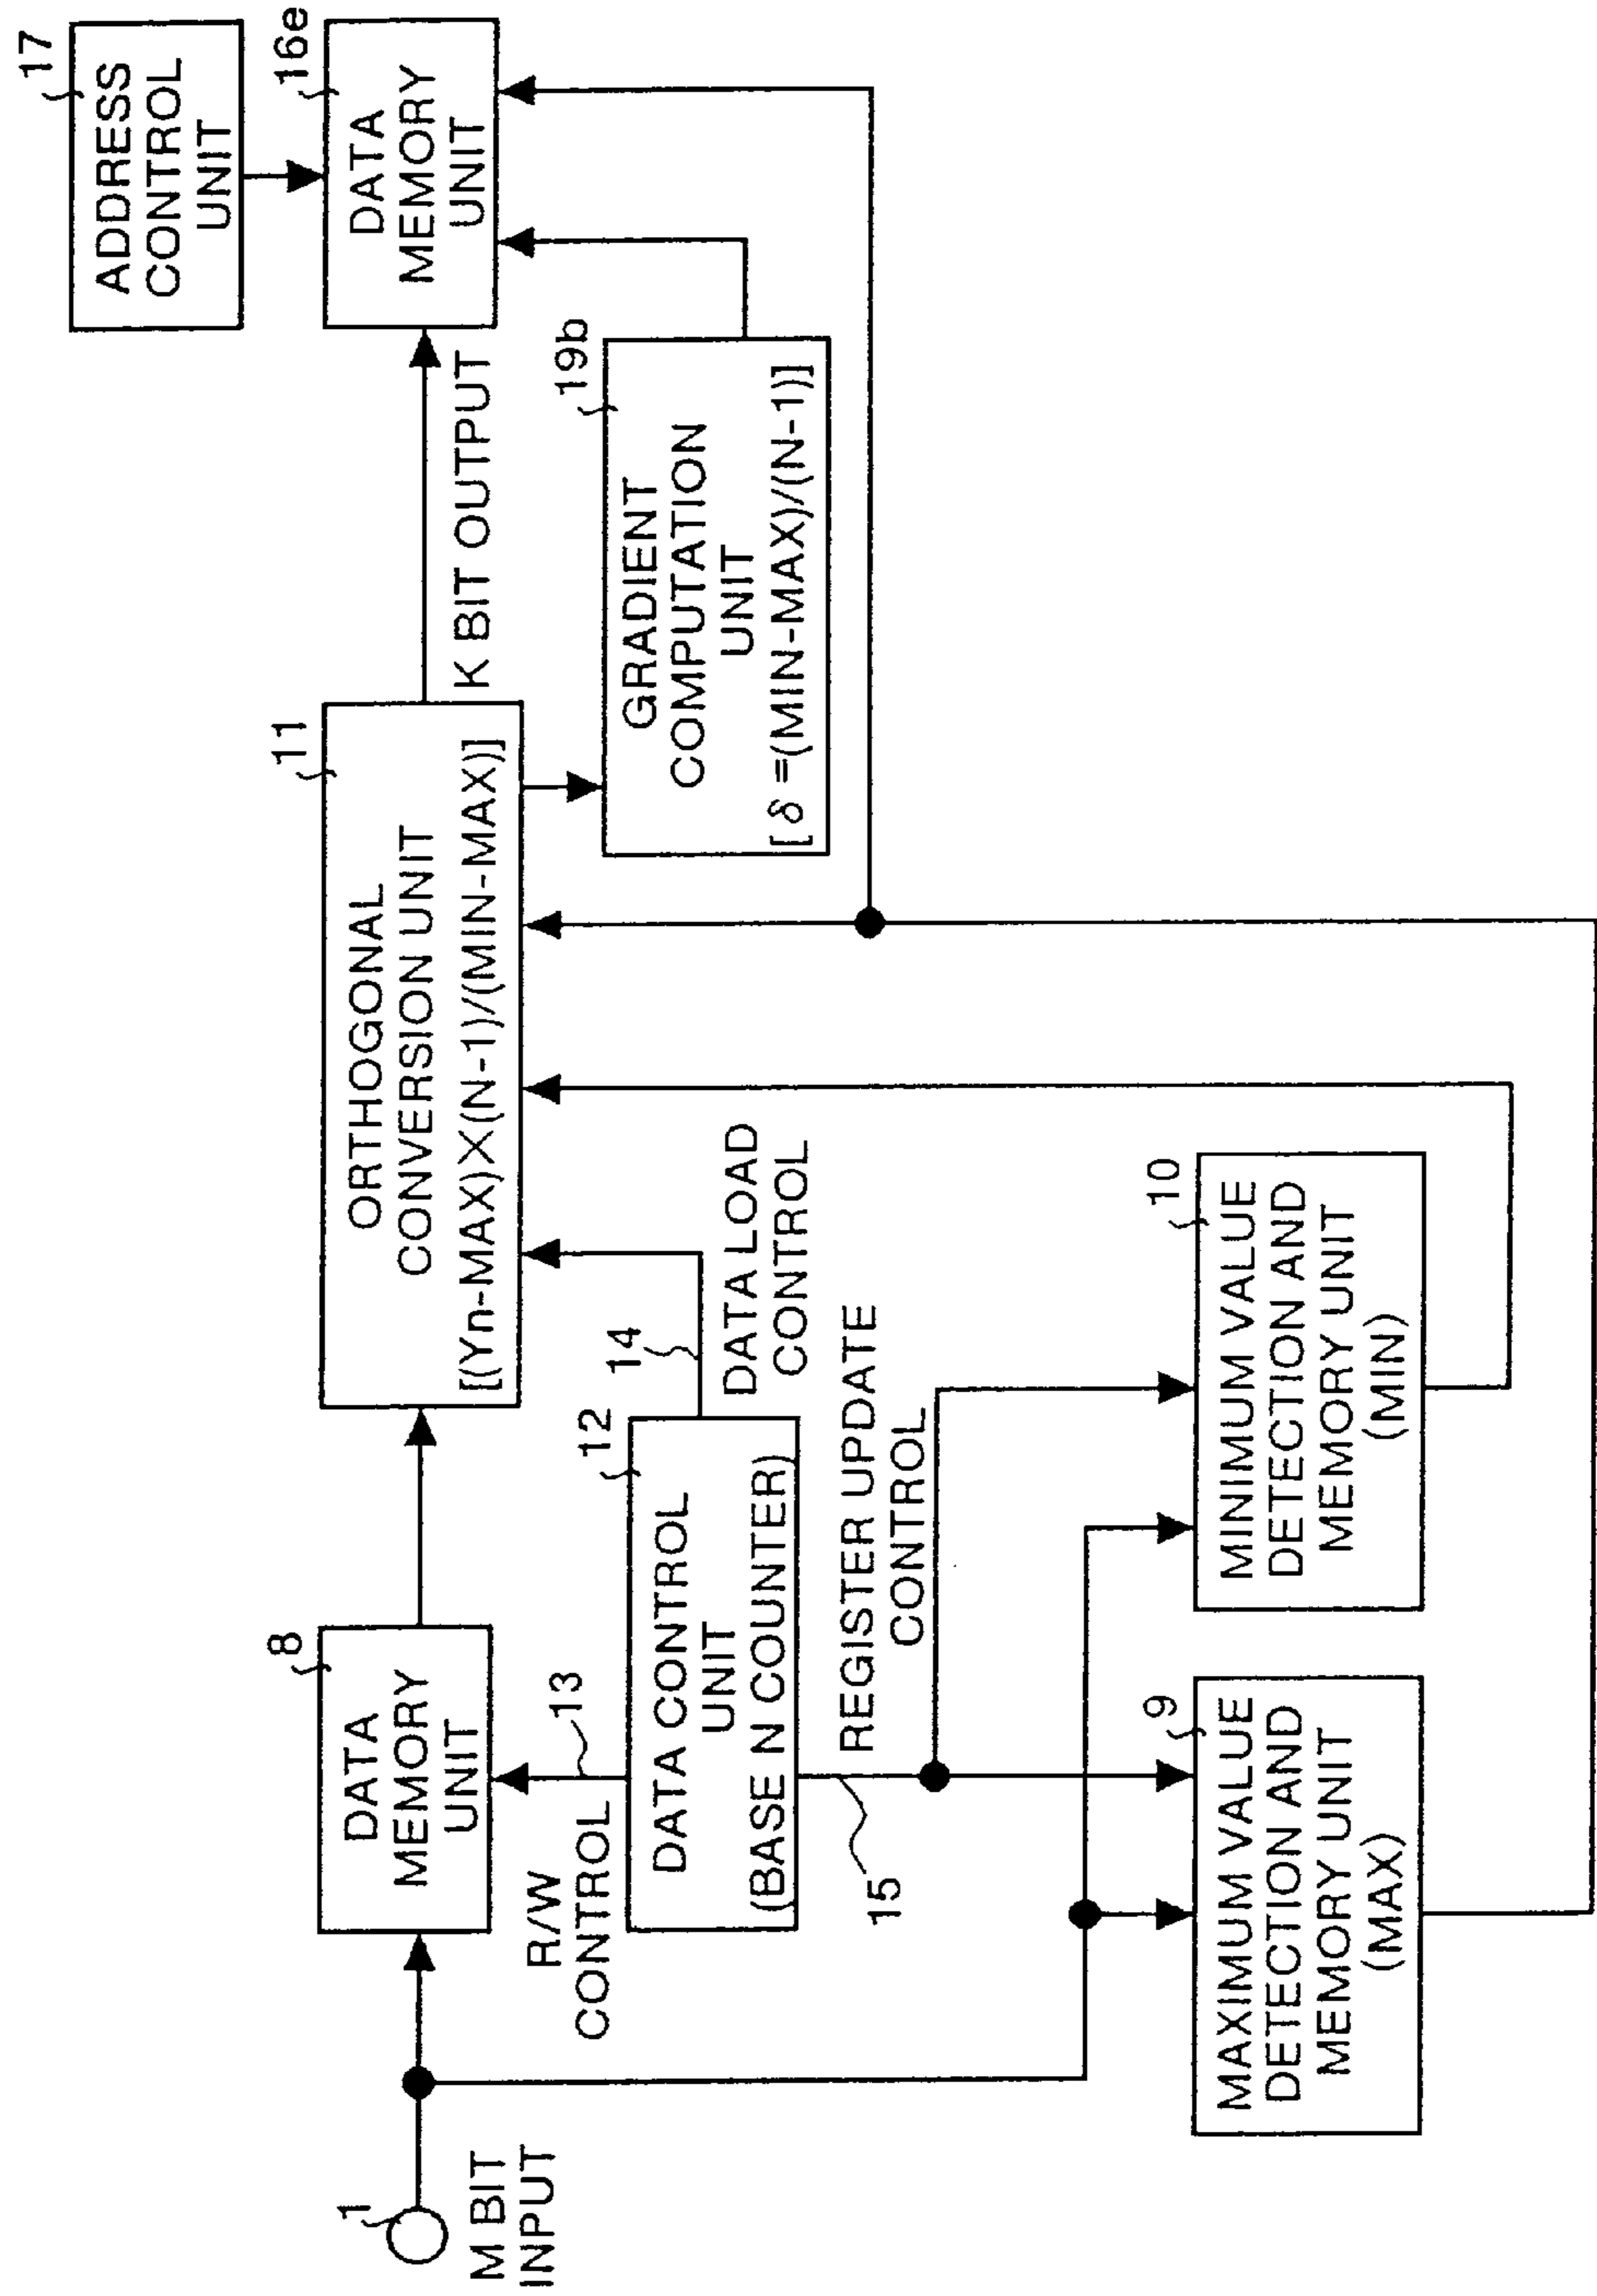 1
M BIT
INPUT
8
DATA
MEMORY
UNIT
R/W
CONTROL
13
12
DATA CONTROL
UNIT
(BASE N COUNTER)
14
DATA LOAD
CONTROL
15
REGISTER UPDATE
CONTROL
9
MAXIMUM VALUE
DETECTION AND
MEMORY UNIT
(MAX)
10
MINIMUM VALUE
DETECTION AND
MEMORY UNIT
(MIN)
11
ORTHOGONAL
CONVERSION UNIT
[(Yn-MAX)X(N-1)/(MIN-MAX)]
K BIT OUTPUT
19b
GRADIENT
COMPUTATION
UNIT
[ δ =(MIN-MAX)/(N-1)]
17
ADDRESS
CONTROL
UNIT
16e
DATA
MEMORY
UNIT